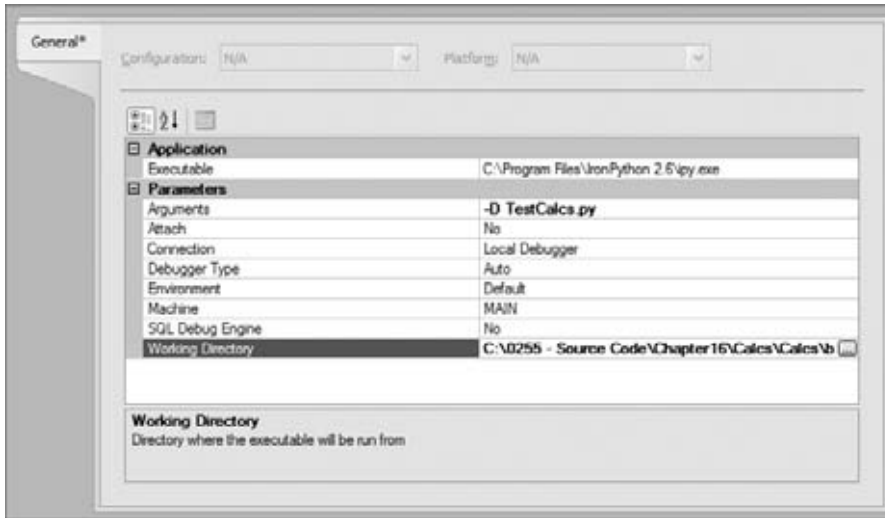 General*
Configuration: N/A Platform: N/A
Application
Executable C:\Program Files\IronPython 2.6\ipy.exe
Parameters
Arguments -D TestCalcs.py
Attach No
Connection Local Debugger
Debugger Type Auto
Environment Default
Machine MAIN
SQL Debug Engine No
Working Directory C:\0255 - Source Code\Chapter16\Calcs\Calcs\b ...
Working Directory
Directory where the executable will be run from